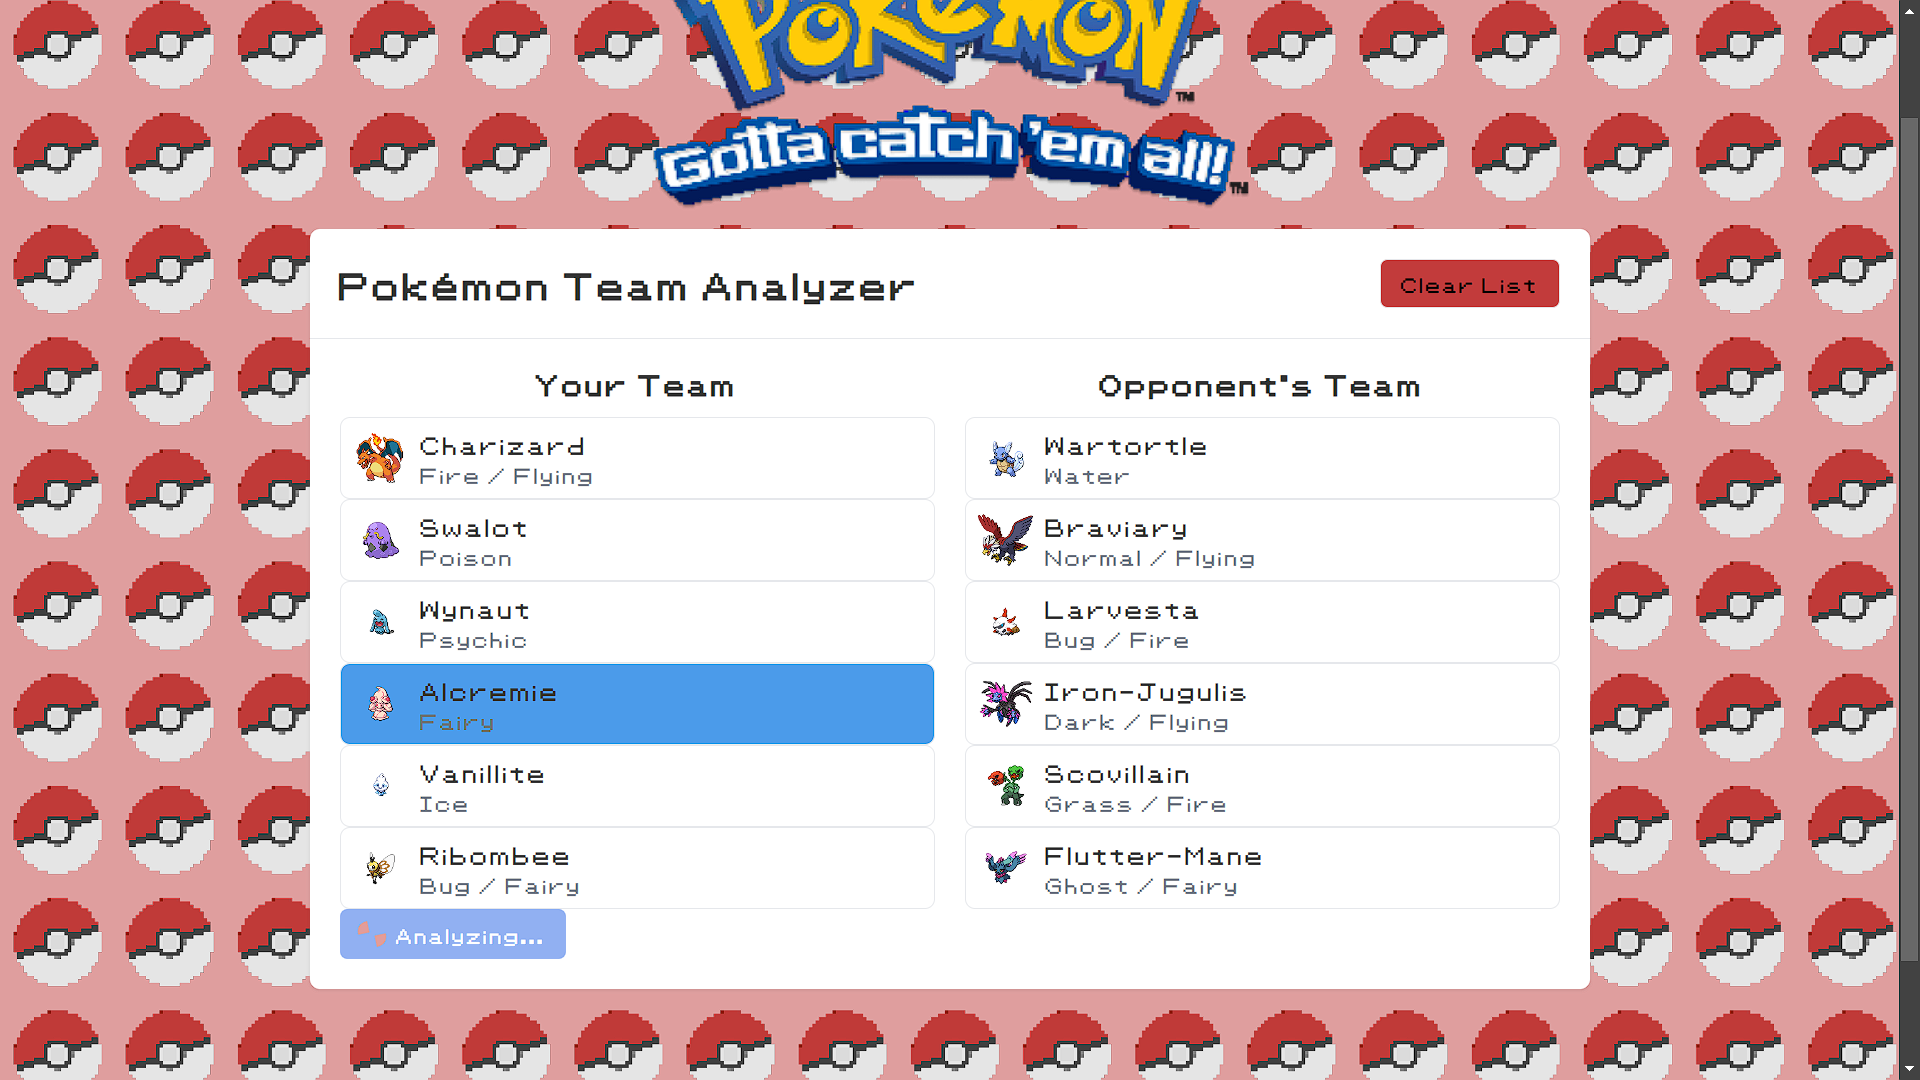 POKéMON TM
Gotta catch 'em all! TM
Pokémon Team Analyzer
Clear List
Your Team
Charizard
Fire / Flying
Swalot
Poison
Wynaut
Psychic
Alcremie
Fairy
Vanillite
Ice
Ribombee
Bug / Fairy
Analyzing...
Opponent's Team
Wartortle
Water
Braviary
Normal / Flying
Larvesta
Bug / Fire
Iron-Jugulis
Dark / Flying
Scovillain
Grass / Fire
Flutter-Mane
Ghost / Fairy